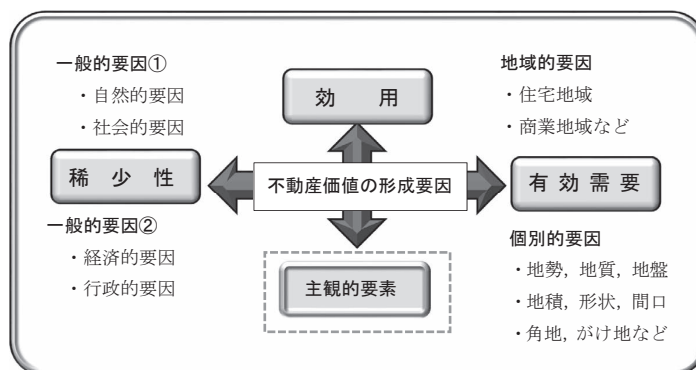 一般的要因①
・自然的要因
・社会的要因
効用
地域的要因
・住宅地域
・商業地域など
稀少性
不動産価値の形成要因
有効需要
一般的要因②
・経済的要因
・行政的要因
主観的要素
個別的要因
・地勢，地質，地盤
・地積，形状，間口
・角地，がけ地など